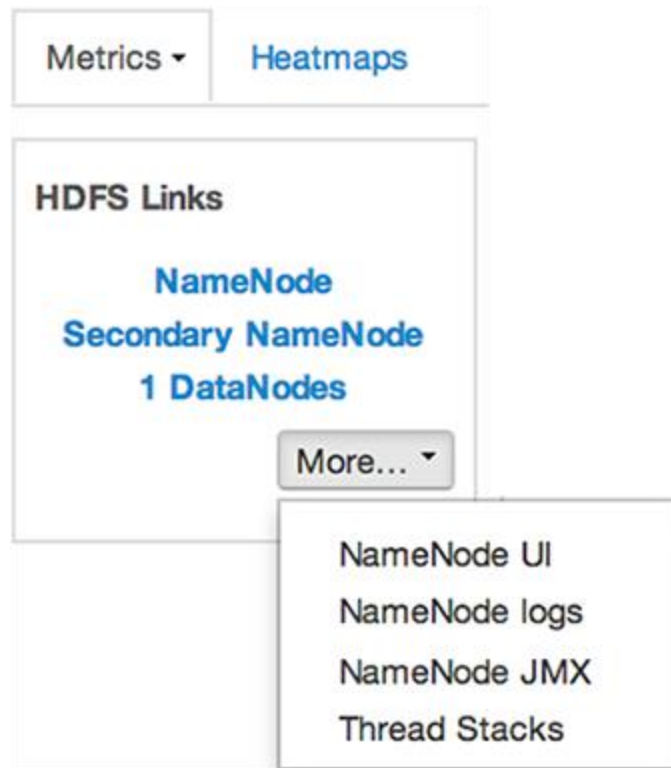 Metrics Heatmaps
HDFS Links
NameNode
Secondary NameNode
1 DataNodes
More...
NameNode UI
NameNode logs
NameNode JMX
Thread Stacks